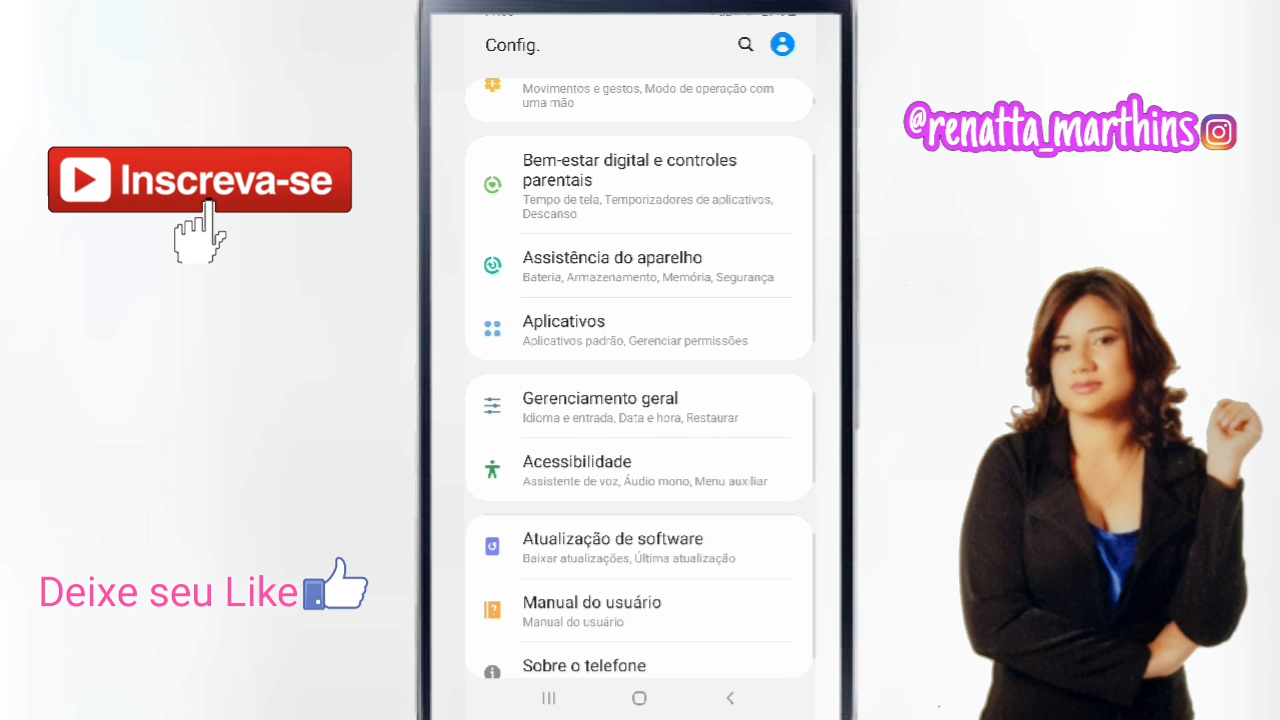 Config.
Movimentos e gestos, Modo de operação com
uma mão
Bem-estar digital e controles
parentais
Tempo de tela, Temporizadores de aplicativos,
Descanso
Assistência do aparelho
Bateria, Armazenamento, Memória, Segurança
Aplicativos
Aplicativos padrão, Gerenciar permissões
Gerenciamento geral
Idioma e entrada, Data e hora, Restaurar
Acessibilidade
Assistente de voz, Áudio mono, Menu auxiliar
Atualização de software
Baixar atualizações, Última atualização
Manual do usuário
Manual do usuário
Sobre o telefone
Inscreva-se
Deixe seu Like
@renatta_marthins